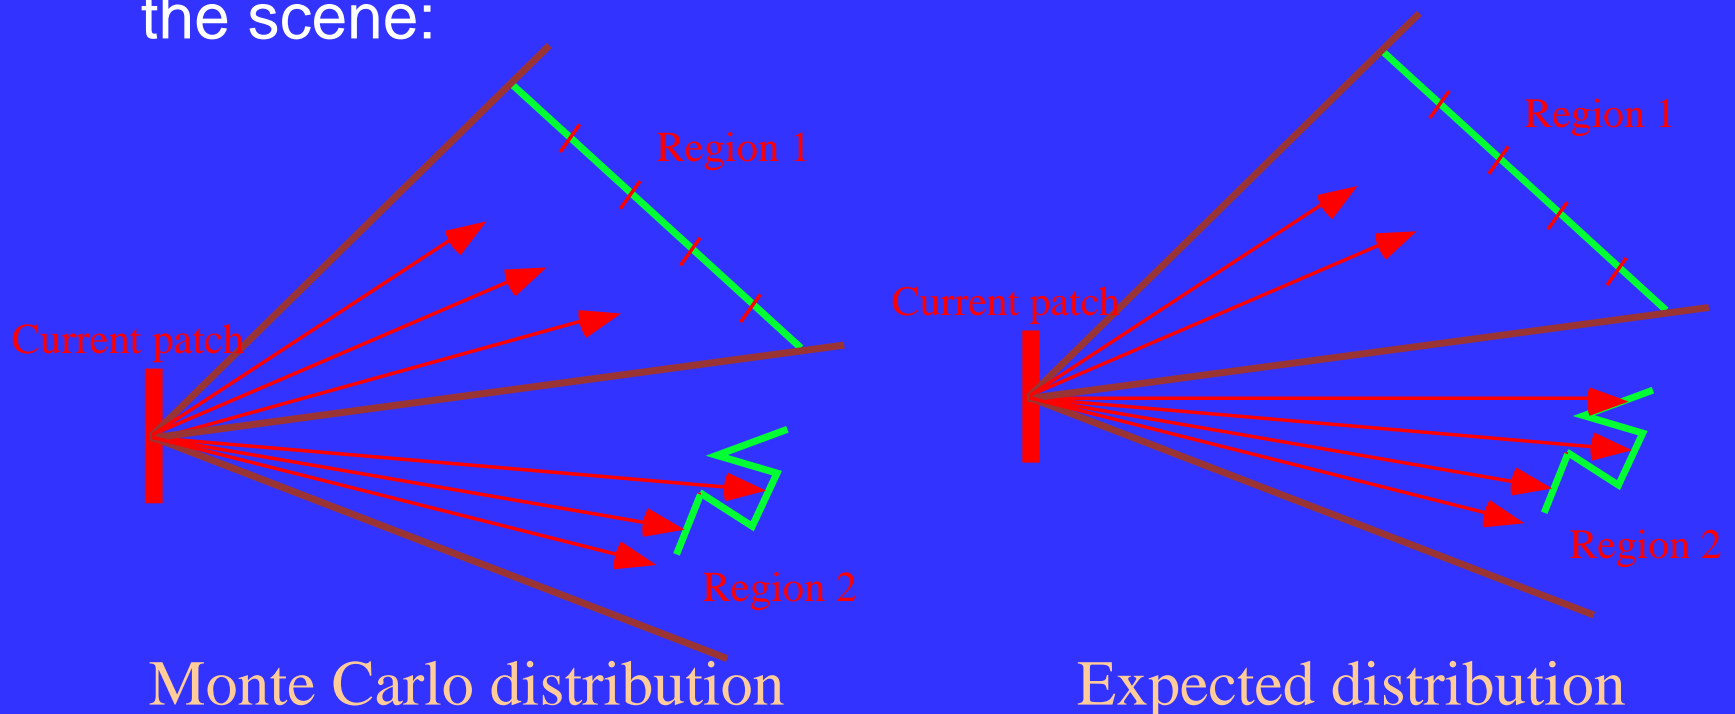 the scene:
Region 1
Current patch
Region 2
Monte Carlo distribution
Region 1
Current patch
Region 2
Expected distribution